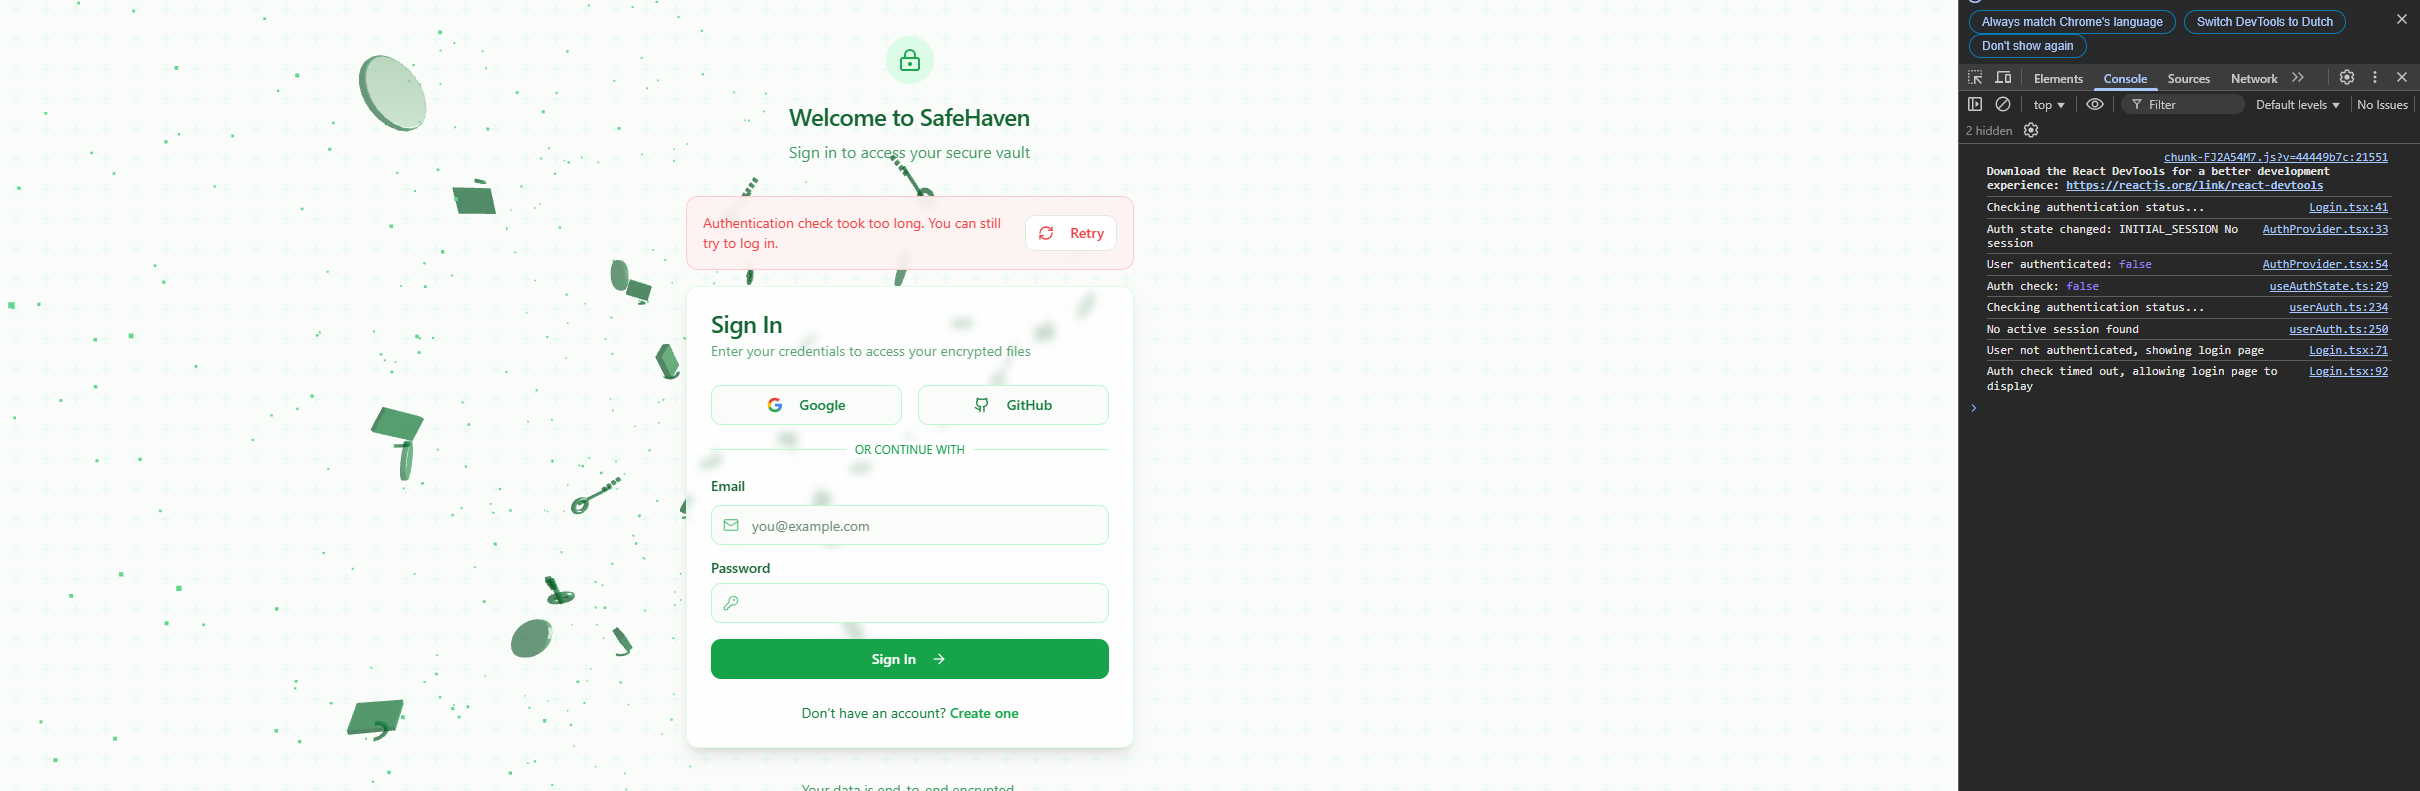 Welcome to SafeHaven
Sign in to access your secure vault
Authentication check took too long. You can still
try to log in.
Retry
Sign In
Enter your credentials to access your encrypted files
Google
GitHub
OR CONTINUE WITH
Email
you@example.com
Password
Sign In
Don't have an account? Create one
Your data is end-to-end encrypted
Always match Chrome's language
Switch DevTools to Dutch
Don't show again
Elements
Console
Sources
Network
top
Filter
Default levels
No Issues
2 hidden
chunk-FJ2A54M7.js?v=44449b7c:21551
Download the React DevTools for a better development
experience: https://reactjs.org/link/react-devtools
Checking authentication status... Login.tsx:41
Auth state changed: INITIAL_SESSION No AuthProvider.tsx:33
session
User authenticated: false AuthProvider.tsx:54
Auth check: false useAuthState.ts:29
Checking authentication status... userAuth.ts:234
No active session found userAuth.ts:250
User not authenticated, showing login page Login.tsx:71
Auth check timed out, allowing login page to Login.tsx:92
display